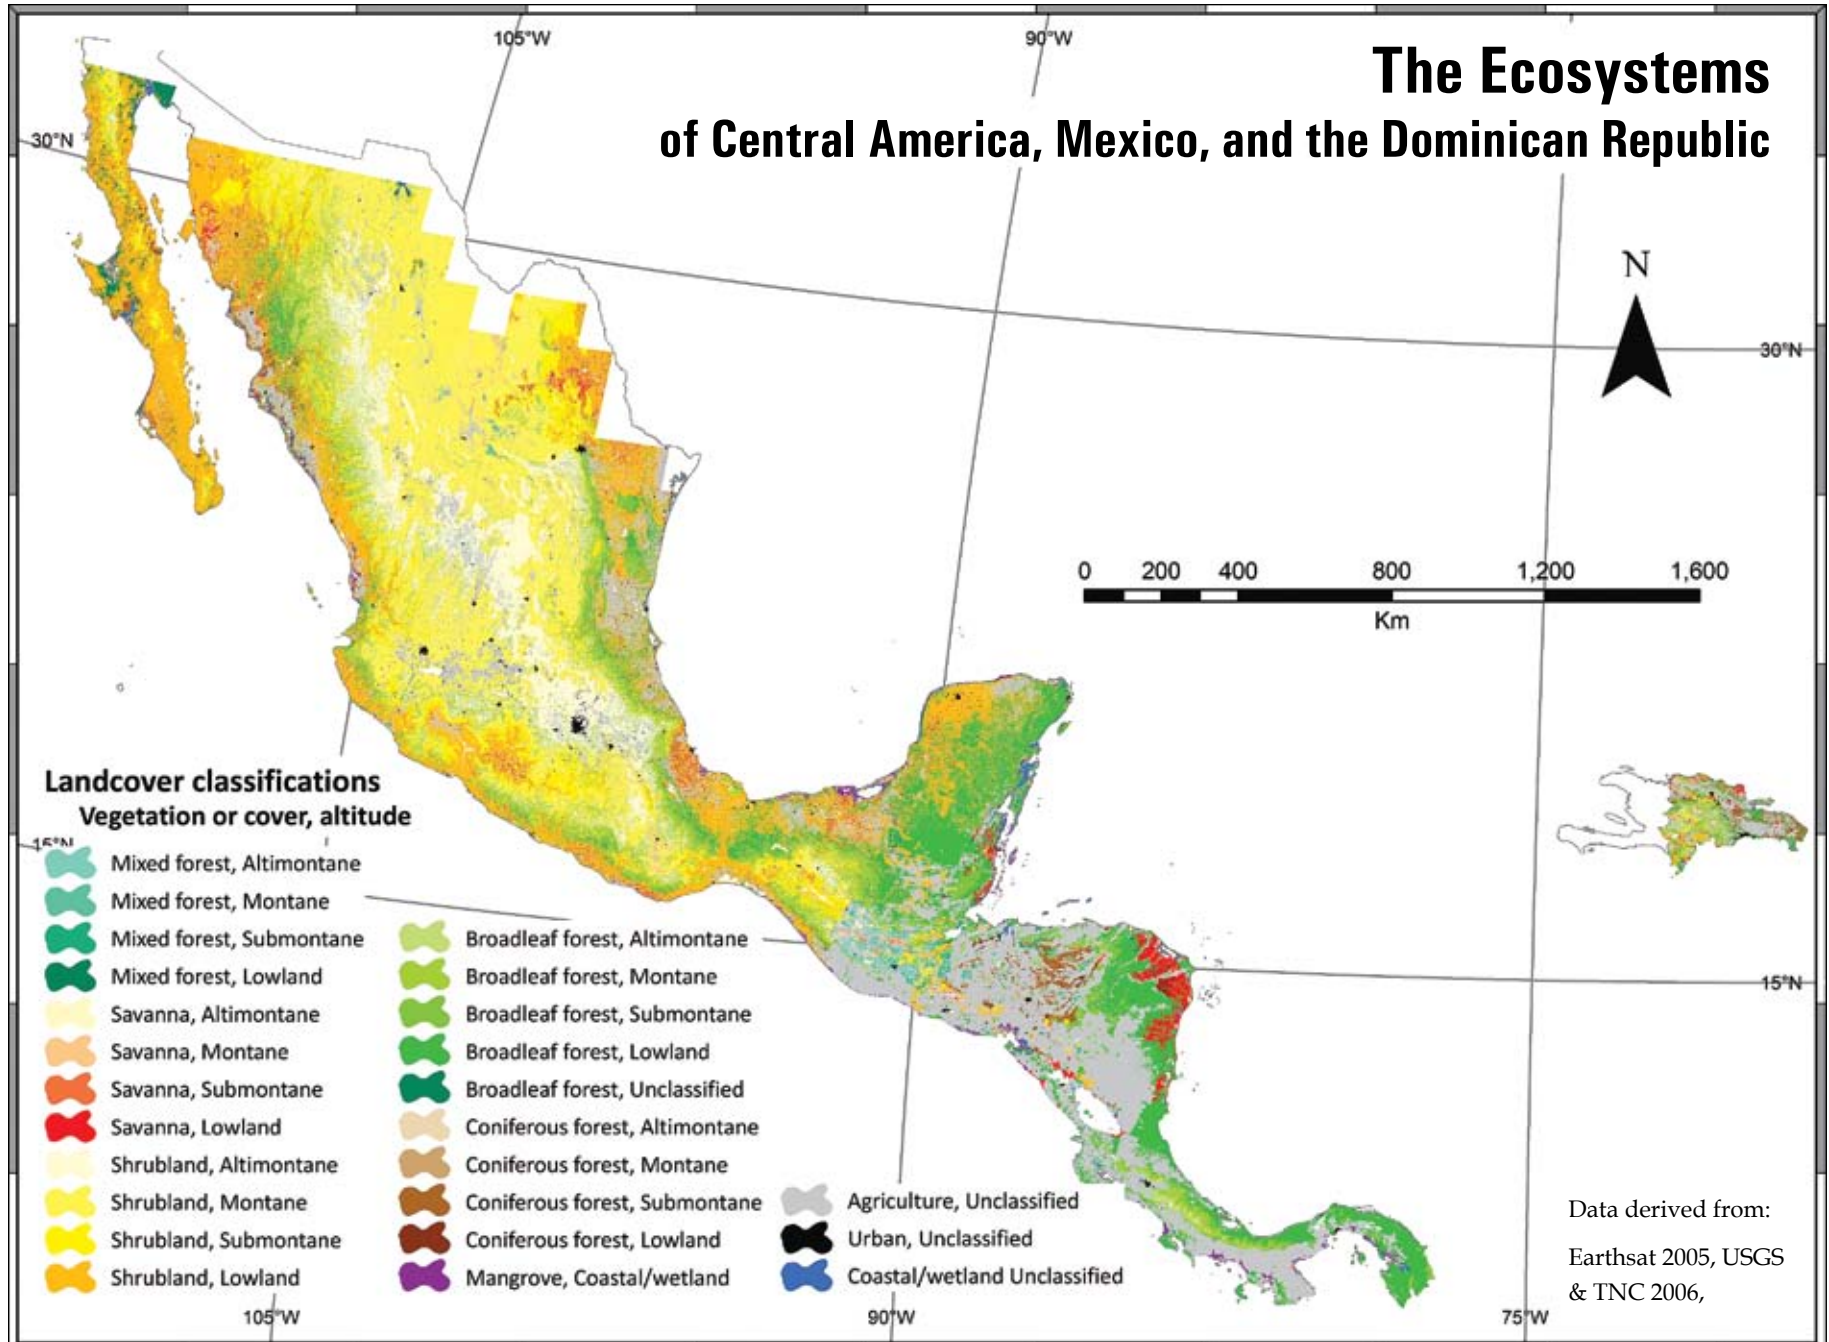 105°W
90°W
The Ecosystems
of Central America, Mexico, and the Dominican Republic
30°N
N
30°N
0 200 400 800 1,200 1,600
Km
Landcover classifications
Vegetation or cover, altitude
15°N
Mixed forest, Altimontane
Mixed forest, Montane
Mixed forest, Submontane
Mixed forest, Lowland
Savanna, Altimontane
Savanna, Montane
Savanna, Submontane
Savanna, Lowland
Shrubland, Altimontane
Shrubland, Montane
Shrubland, Submontane
Shrubland, Lowland
Broadleaf forest, Altimontane
Broadleaf forest, Montane
Broadleaf forest, Submontane
Broadleaf forest, Lowland
Broadleaf forest, Unclassified
Coniferous forest, Altimontane
Coniferous forest, Montane
Coniferous forest, Submontane
Coniferous forest, Lowland
Mangrove, Coastal/wetland
Agriculture, Unclassified
Urban, Unclassified
Coastal/wetland Unclassified
15°N
Data derived from:
Earthsat 2005, USGS
& TNC 2006,
105°W
90°W
75°W